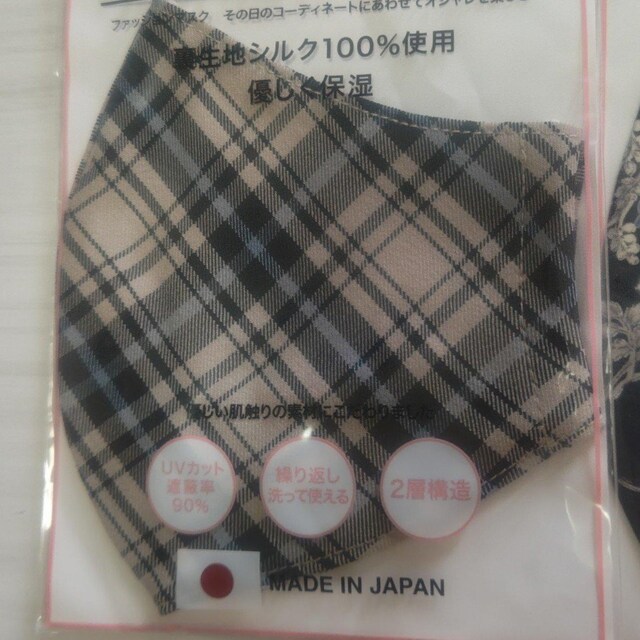 ファッションマスク その日のコーディネートにあわせてオシャレを楽し
裏生地シルク100%使用
優しく保湿
優しい肌触りの素材にこだわりました
UVカット
遮蔽率
90%
繰り返し
洗って使える
2層構造
MADE IN JAPAN